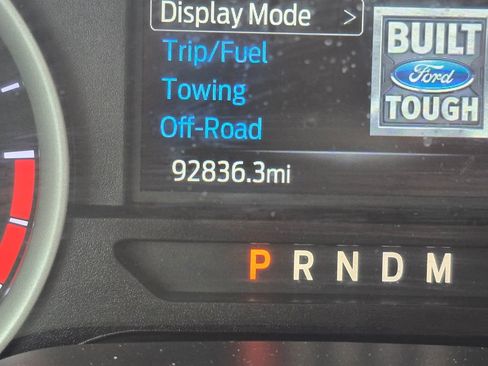 Display Mode >
Trip/Fuel
Towing
Off-Road
92836.3mi
BUILT
Ford
TOUGH
P R N D M